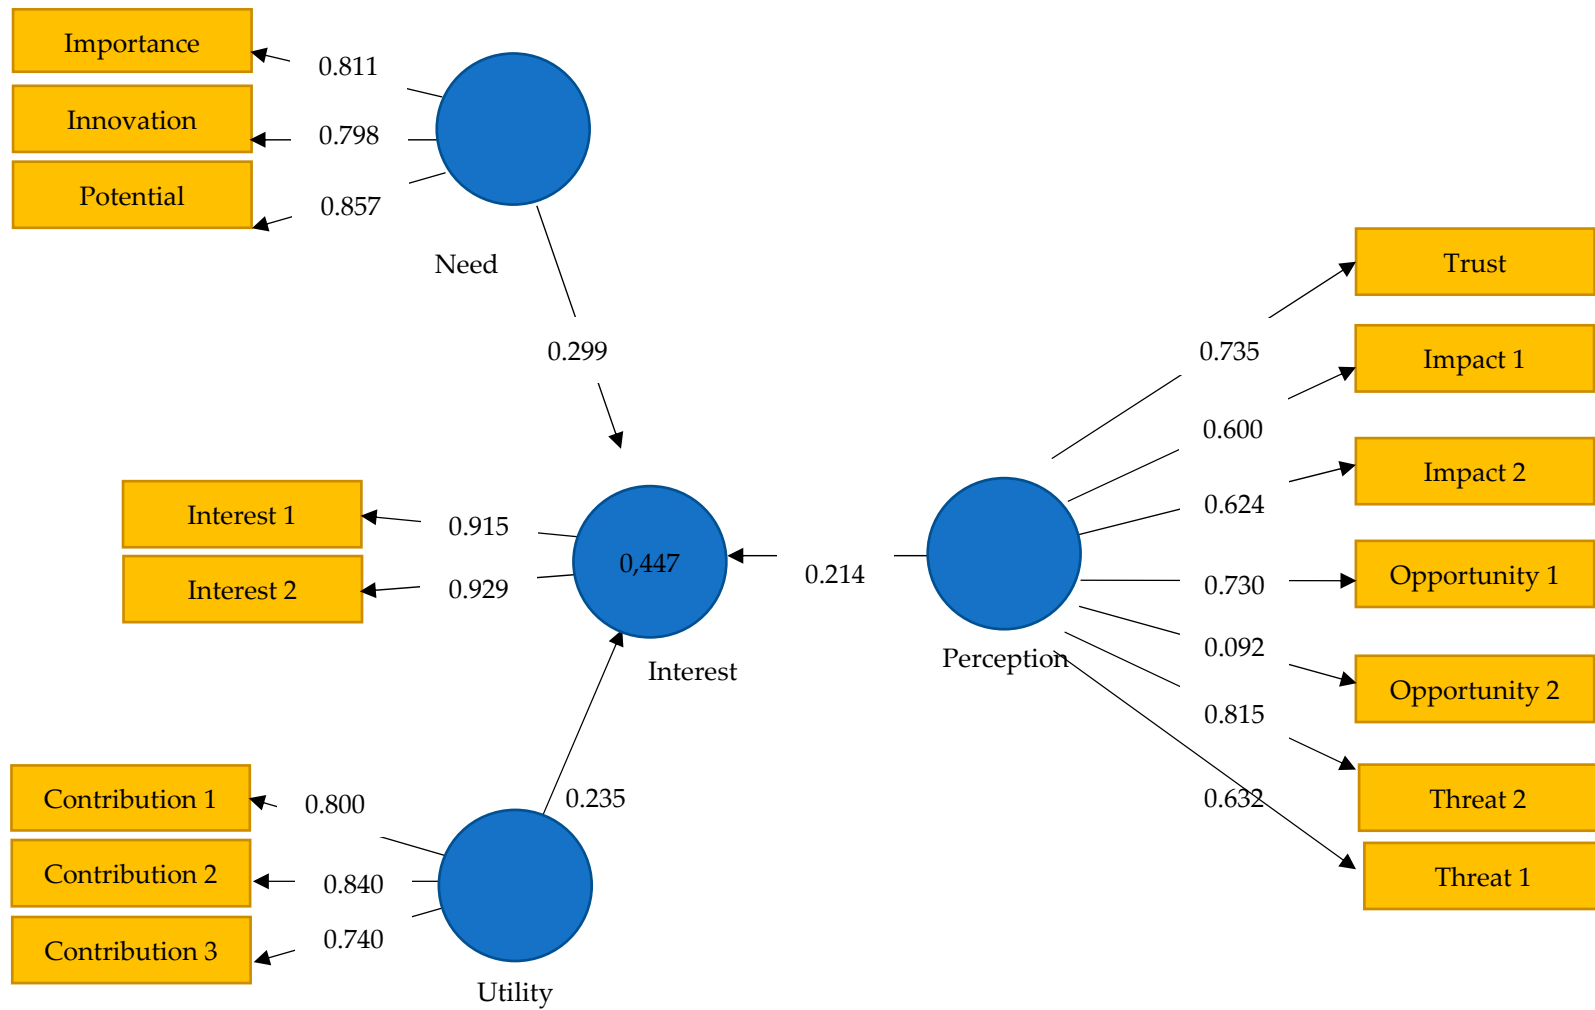 Importance
0.811
Innovation
0.798
Potential
0.857
Need
0.299
Interest 1
0.915
Interest 2
0.929
0,447
Interest
0.214
Perception
Trust
0.735
Impact 1
0.600
Impact 2
0.624
Opportunity 1
0.730
Opportunity 2
0.092
Threat 2
0.815
Threat 1
0.632
Contribution 1
0.800
0.235
Contribution 2
0.840
Contribution 3
0.740
Utility